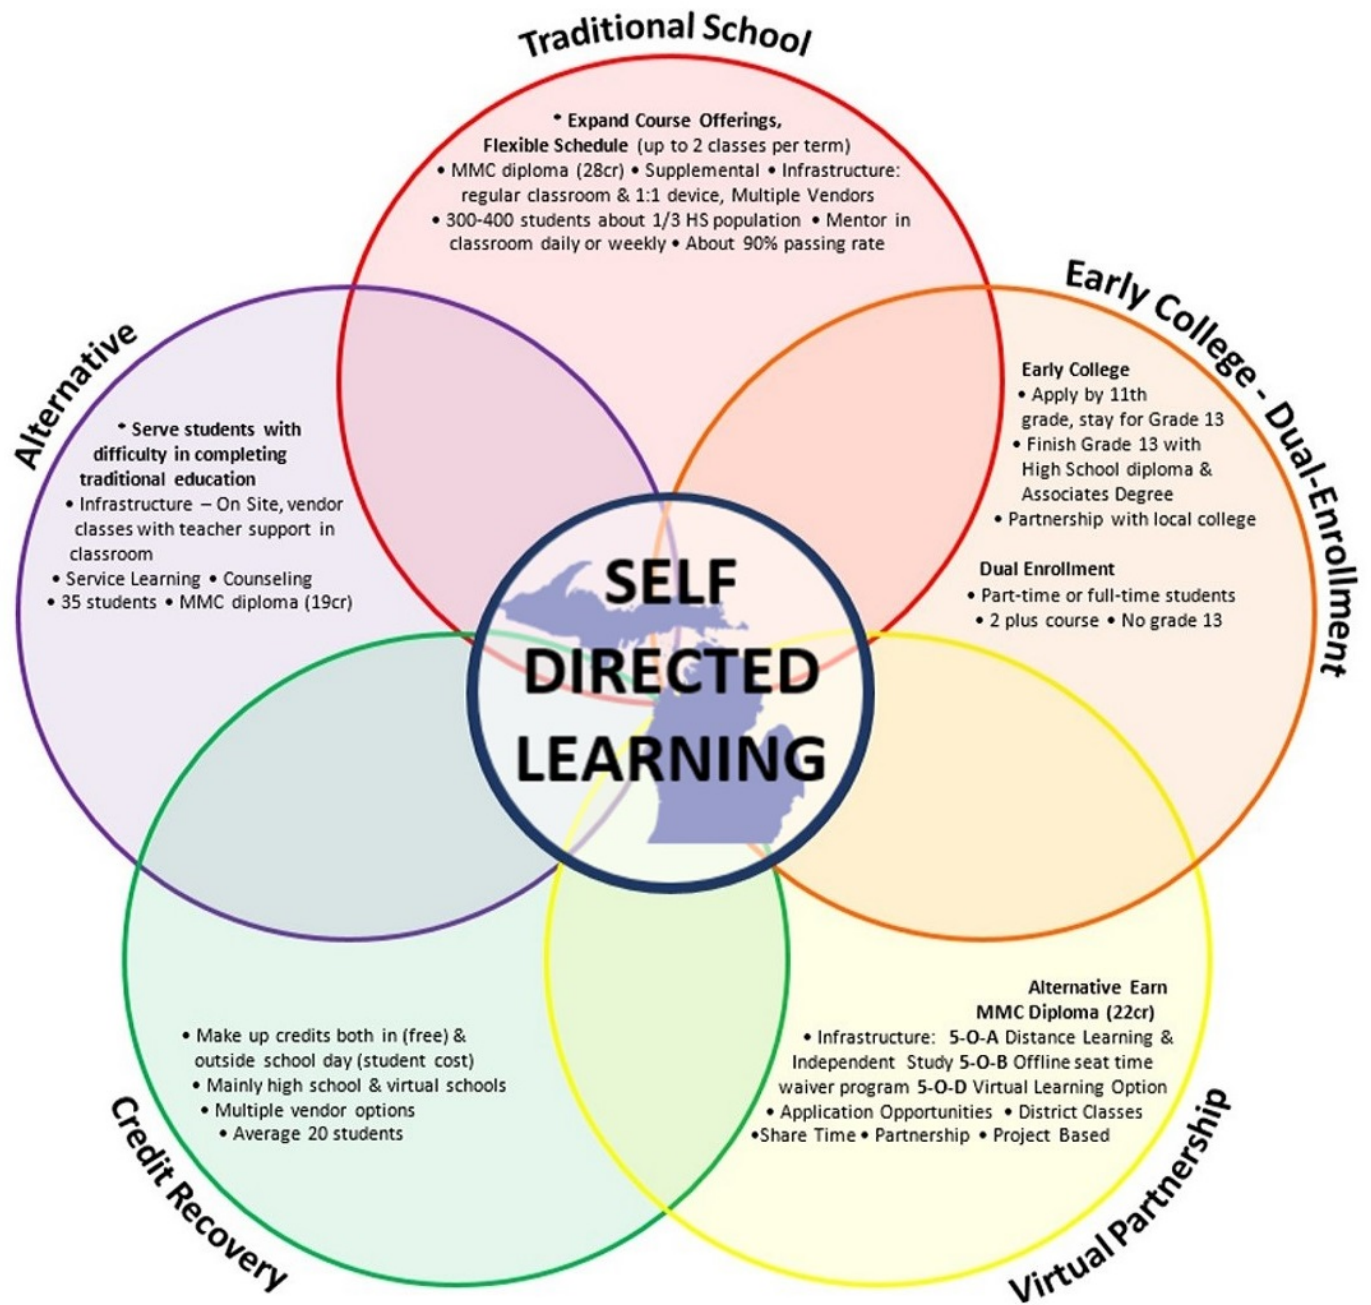 Traditional School
* Expand Course Offerings,
Flexible Schedule (up to 2 classes per term)
• MMC diploma (28cr) • Supplemental • Infrastructure:
regular classroom & 1:1 device, Multiple Vendors
• 300-400 students about 1/3 HS population • Mentor in
classroom daily or weekly • About 90% passing rate
Early College - Dual-Enrollment
Early College
• Apply by 11th
grade, stay for Grade 13
• Finish Grade 13 with
High School diploma &
Associates Degree
• Partnership with local college
Dual Enrollment
• Part-time or full-time students
• 2 plus course • No grade 13
Alternative
* Serve students with
difficulty in completing
traditional education
• Infrastructure – On Site, vendor
classes with teacher support in
classroom
• Service Learning • Counseling
• 35 students • MMC diploma (19cr)
SELF
DIRECTED
LEARNING
Credit Recovery
• Make up credits both in (free) &
outside school day (student cost)
• Mainly high school & virtual schools
• Multiple vendor options
• Average 20 students
Virtual Partnership
Alternative Earn
MMC Diploma (22cr)
• Infrastructure: 5-O-A Distance Learning &
Independent Study 5-O-B Offline seat time
waiver program 5-O-D Virtual Learning Option
• Application Opportunities • District Classes
•Share Time • Partnership • Project Based